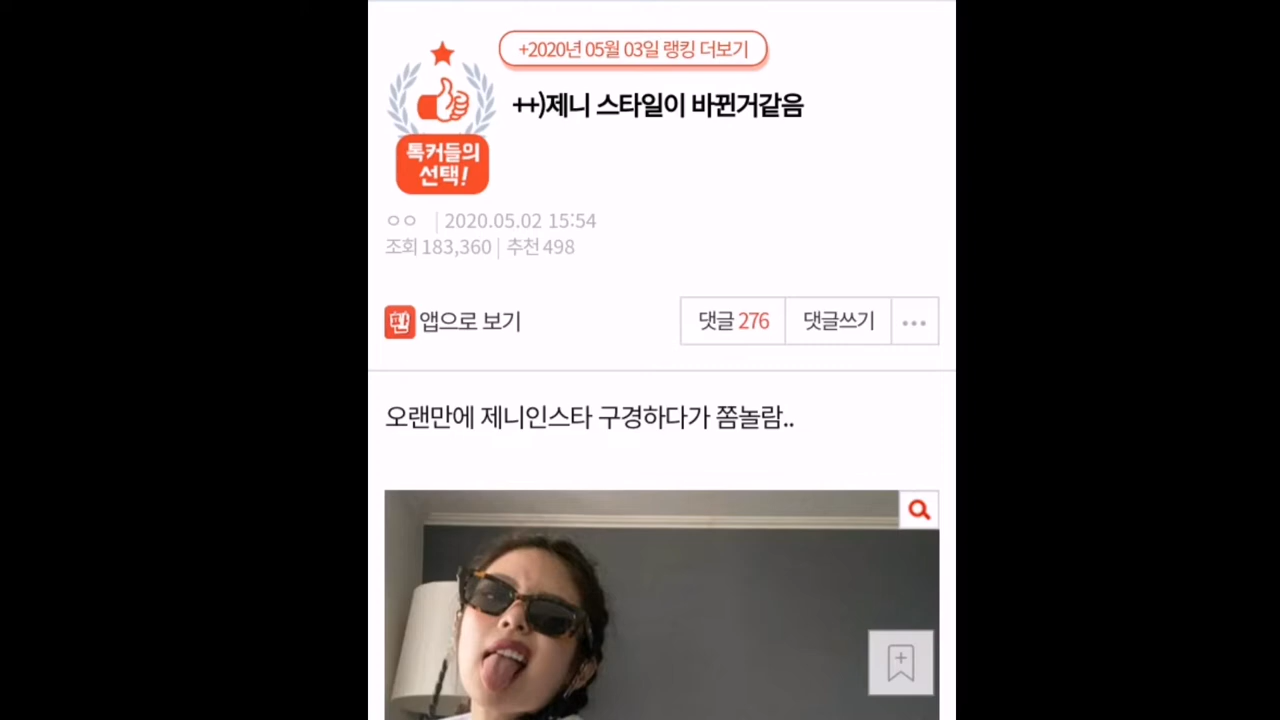 +2020년 05월 03일 랭킹 더보기
++)제니 스타일이 바뀐거같음
톡커들의
선택!
ㅇㅇ | 2020.05.02 15:54
조회 183,360 | 추천 498
판 앱으로 보기
댓글 276 댓글쓰기 ...
오랜만에 제니인스타 구경하다가 쫌놀람..